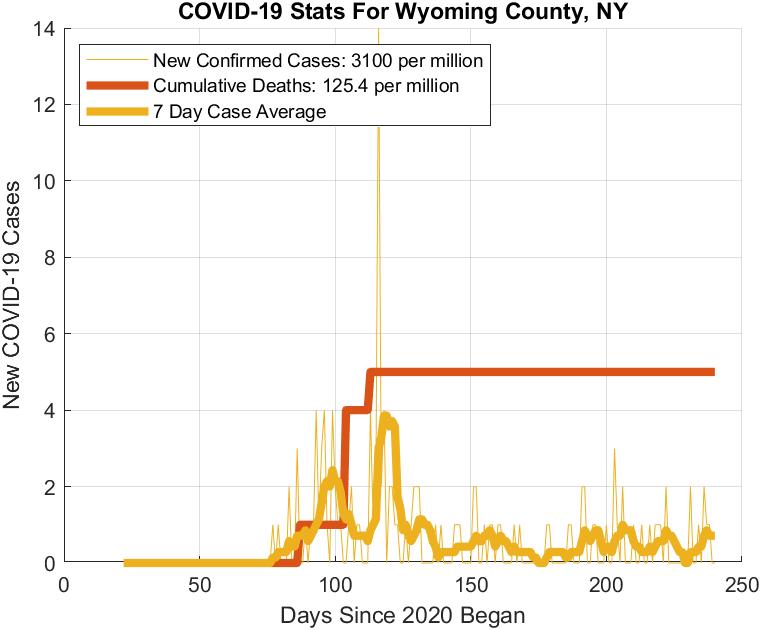 COVID-19 Stats For Wyoming County, NY
New Confirmed Cases: 3100 per million
Cumulative Deaths: 125.4 per million
7 Day Case Average
New COVID-19 Cases
14
12
10
8
6
4
2
0
0 50 100 150 200 250
Days Since 2020 Began